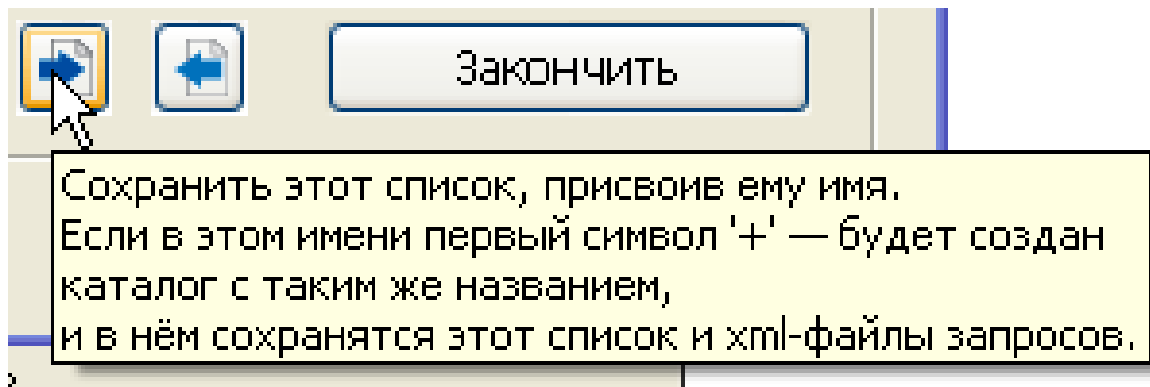 Закончить
Сохранить этот список, присвоив ему имя.
Если в этом имени первый символ '+' — будет создан
каталог с таким же названием,
и в нём сохранятся этот список и xml-файлы запросов.